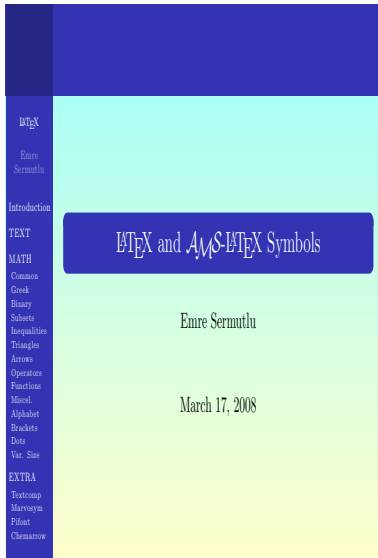 LATEX
Emre
Sermutlu
Introduction
TEXT
MATH
Common
Greek
Binary
Subsets
Inequalities
Triangles
Arrows
Operators
Functions
Miscel.
Alphabet
Brackets
Dots
Var. Size
EXTRA
Textcomp
Marvosym
Pifont
Chemarrow
LATEX and AMS-LATEX Symbols
Emre Sermutlu
March 17, 2008